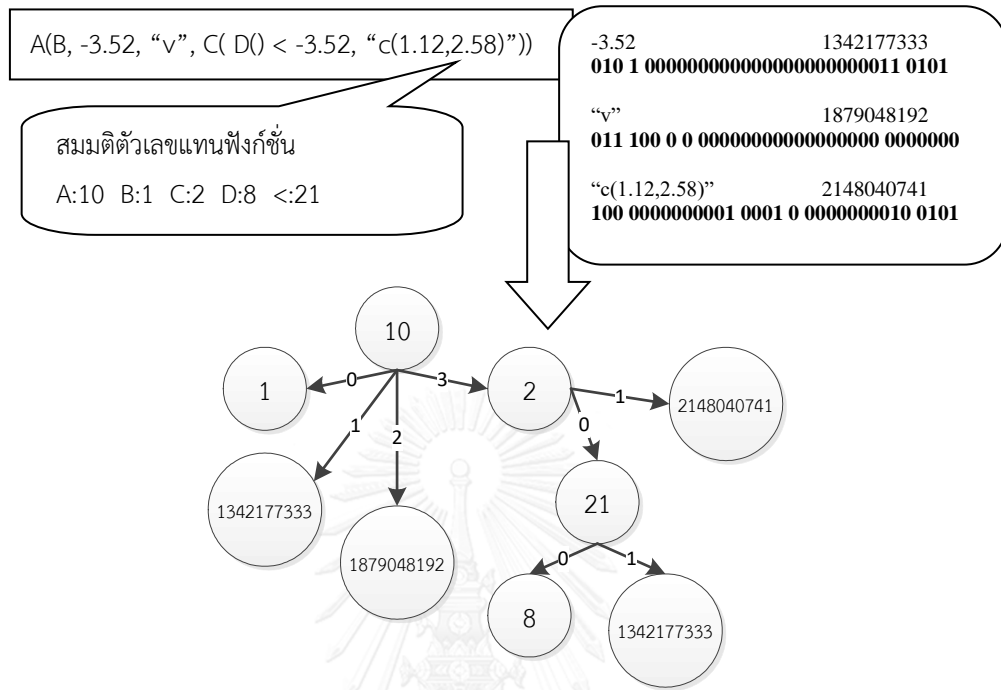 A(B, -3.52, “v”, C( D() < -3.52, “c(1.12,2.58)”))
สมมติตัวเลขแทนฟังก์ชั่น
A:10 B:1 C:2 D:8 <:21
-3.52 1342177333
010 1 000000000000000000000011 0101
“v” 1879048192
011 100 0 0 00000000000000000 0000000
“c(1.12,2.58)” 2148040741
100 0000000001 0001 0 0000000010 0101
10
0
3
1
2
1
2
1
0
2148040741
1342177333
1879048192
21
0
1
8
1342177333